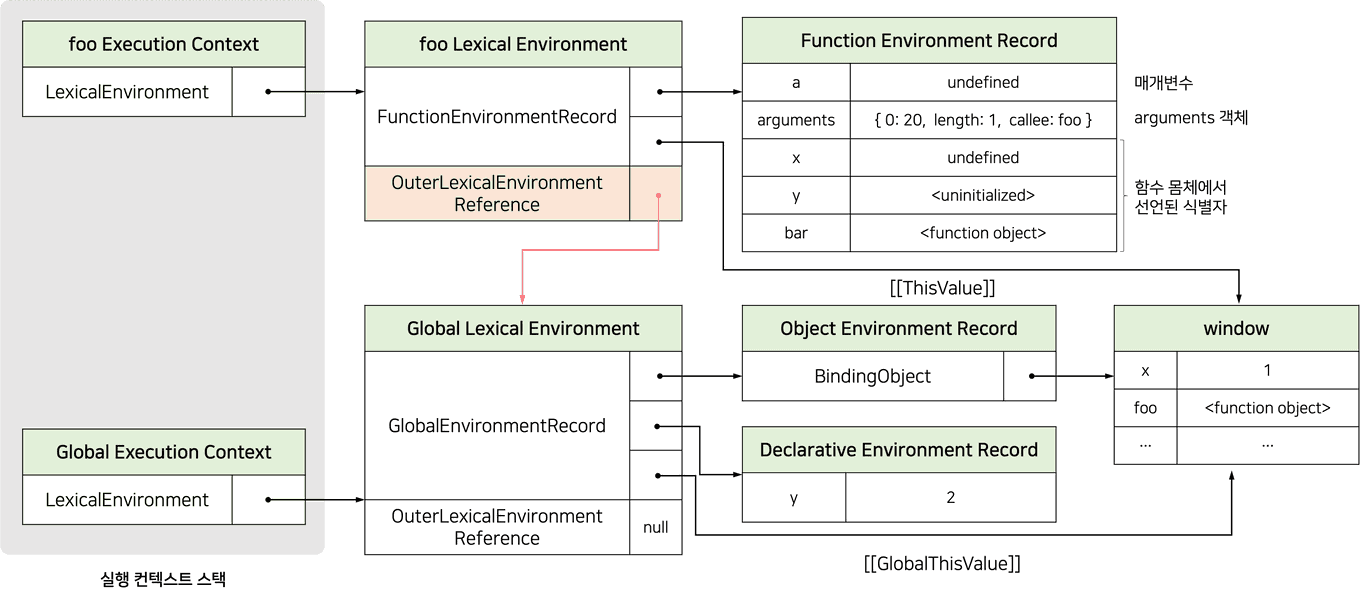 foo Execution Context
LexicalEnvironment
foo Lexical Environment
FunctionEnvironmentRecord
OuterLexicalEnvironment
Reference
Function Environment Record
a undefined
arguments { 0: 20, length: 1, callee: foo }
x undefined
y <uninitialized>
bar <function object>
매개변수
arguments 객체
함수 몸체에서
선언된 식별자
[[ThisValue]]
Global Lexical Environment
GlobalEnvironmentRecord
OuterLexicalEnvironment
Reference
null
Object Environment Record
BindingObject
window
x 1
foo <function object>
... ...
Declarative Environment Record
y 2
Global Execution Context
LexicalEnvironment
[[GlobalThisValue]]
실행 컨텍스트 스택